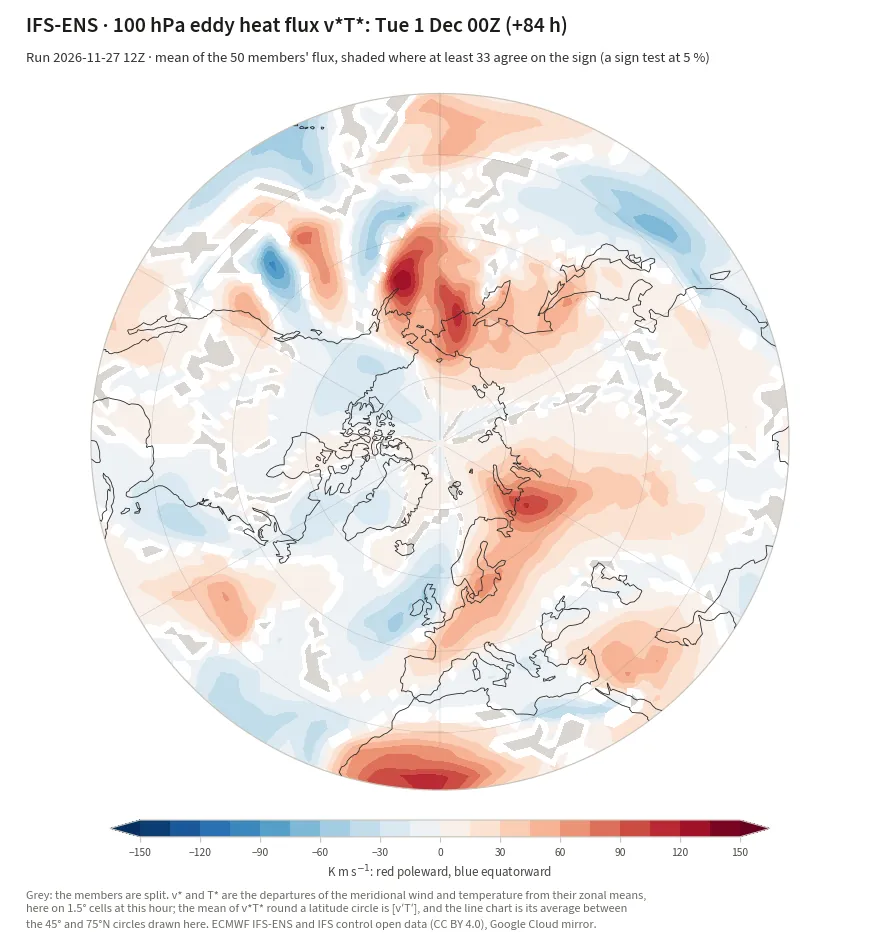 IFS-ENS · 100 hPa eddy heat flux v*T*: Tue 1 Dec 00Z (+84 h)
Run 2026-11-27 12Z · mean of the 50 members' flux, shaded where at least 33 agree on the sign (a sign test at 5 %)
−150 −120 −90 −60 −30 0 30 60 90 120 150
K m s⁻¹: red poleward, blue equatorward
Grey: the members are split. v* and T* are the departures of the meridional wind and temperature from their zonal means,
here on 1.5° cells at this hour; the mean of v*T* round a latitude circle is [v′T′], and the line chart is its average between
the 45° and 75°N circles drawn here. ECMWF IFS-ENS and IFS control open data (CC BY 4.0), Google Cloud mirror.